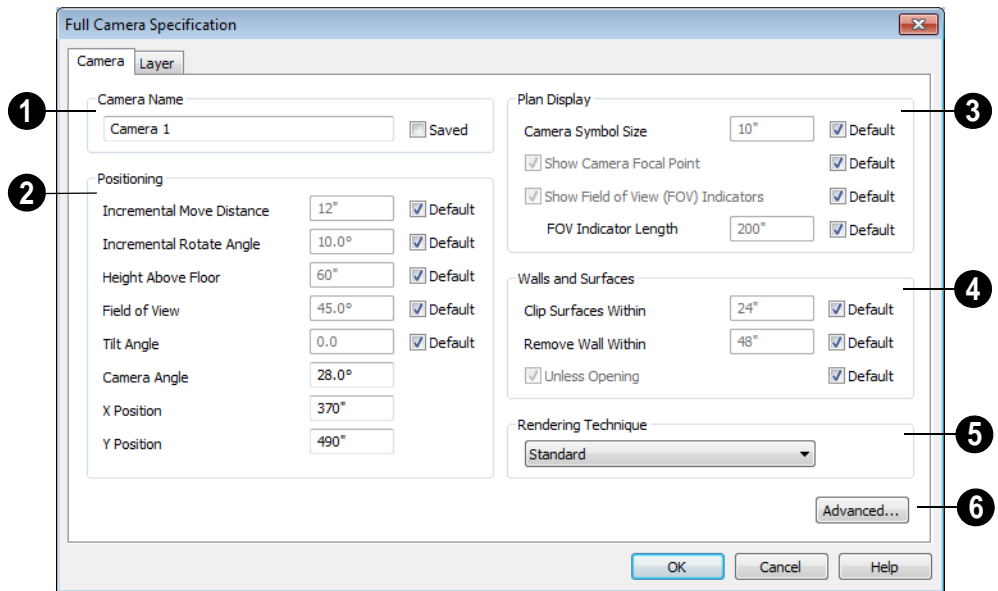 Full Camera Specification
Camera
Layer
1
Camera Name
Camera 1
Saved
2
Positioning
Incremental Move Distance 12" Default
Incremental Rotate Angle 10.0° Default
Height Above Floor 60" Default
Field of View 45.0° Default
Tilt Angle 0.0 Default
Camera Angle 28.0°
X Position 370"
Y Position 490"
3
Plan Display
Camera Symbol Size 10" Default
Show Camera Focal Point Default
Show Field of View (FOV) Indicators Default
FOV Indicator Length 200" Default
4
Walls and Surfaces
Clip Surfaces Within 24" Default
Remove Wall Within 48" Default
Unless Opening Default
5
Rendering Technique
Standard
6
Advanced...
OK Cancel Help